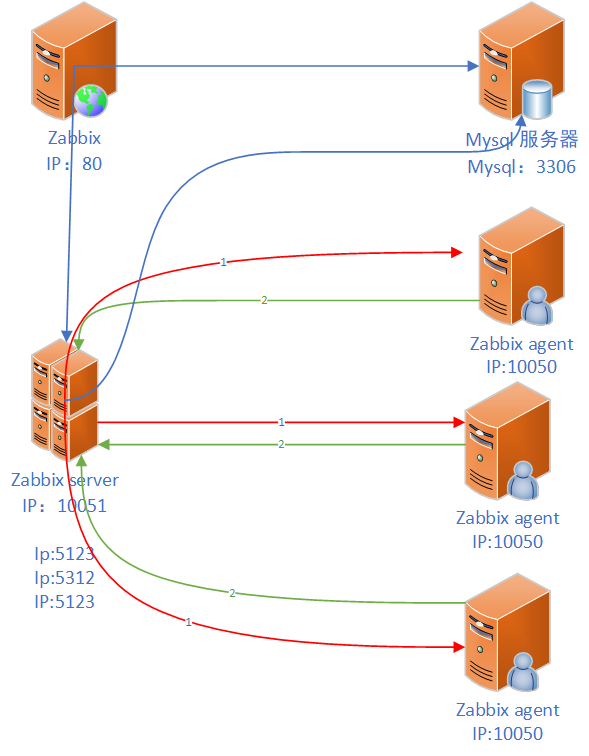 Zabbix
IP：80
Mysql 服务器
Mysql：3306
1
2
Zabbix agent
IP:10050
1
2
Zabbix server
IP：10051
Zabbix agent
IP:10050
Ip:5123
Ip:5312
IP:5123
2
1
Zabbix agent
IP:10050